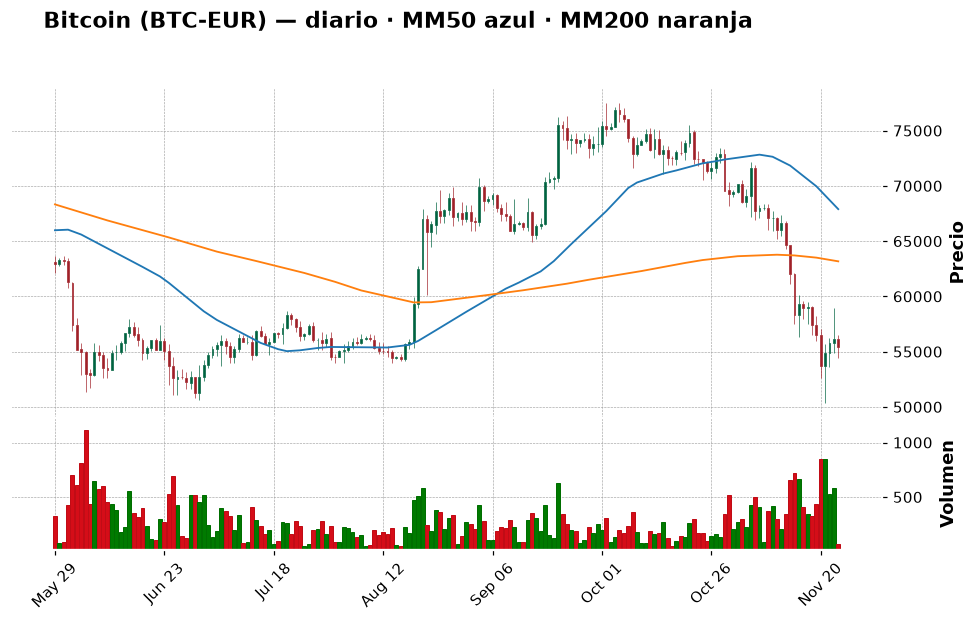 Bitcoin (BTC-EUR) — diario · MM50 azul · MM200 naranja
75000
70000
65000
60000
55000
50000
Precio
1000
500
Volumen
May 29
Jun 23
Jul 18
Aug 12
Sep 06
Oct 01
Oct 26
Nov 20